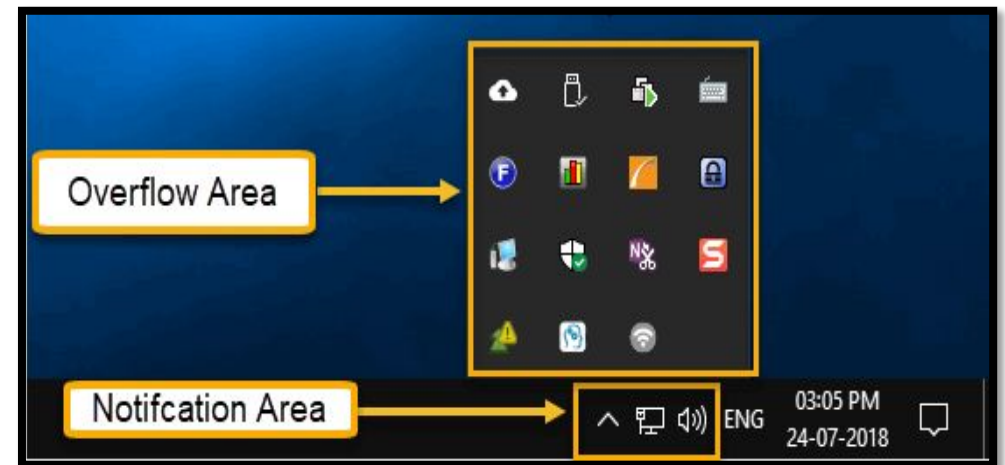 Overflow Area
F
N
S
Notifcation Area
ENG
03:05 PM
24-07-2018